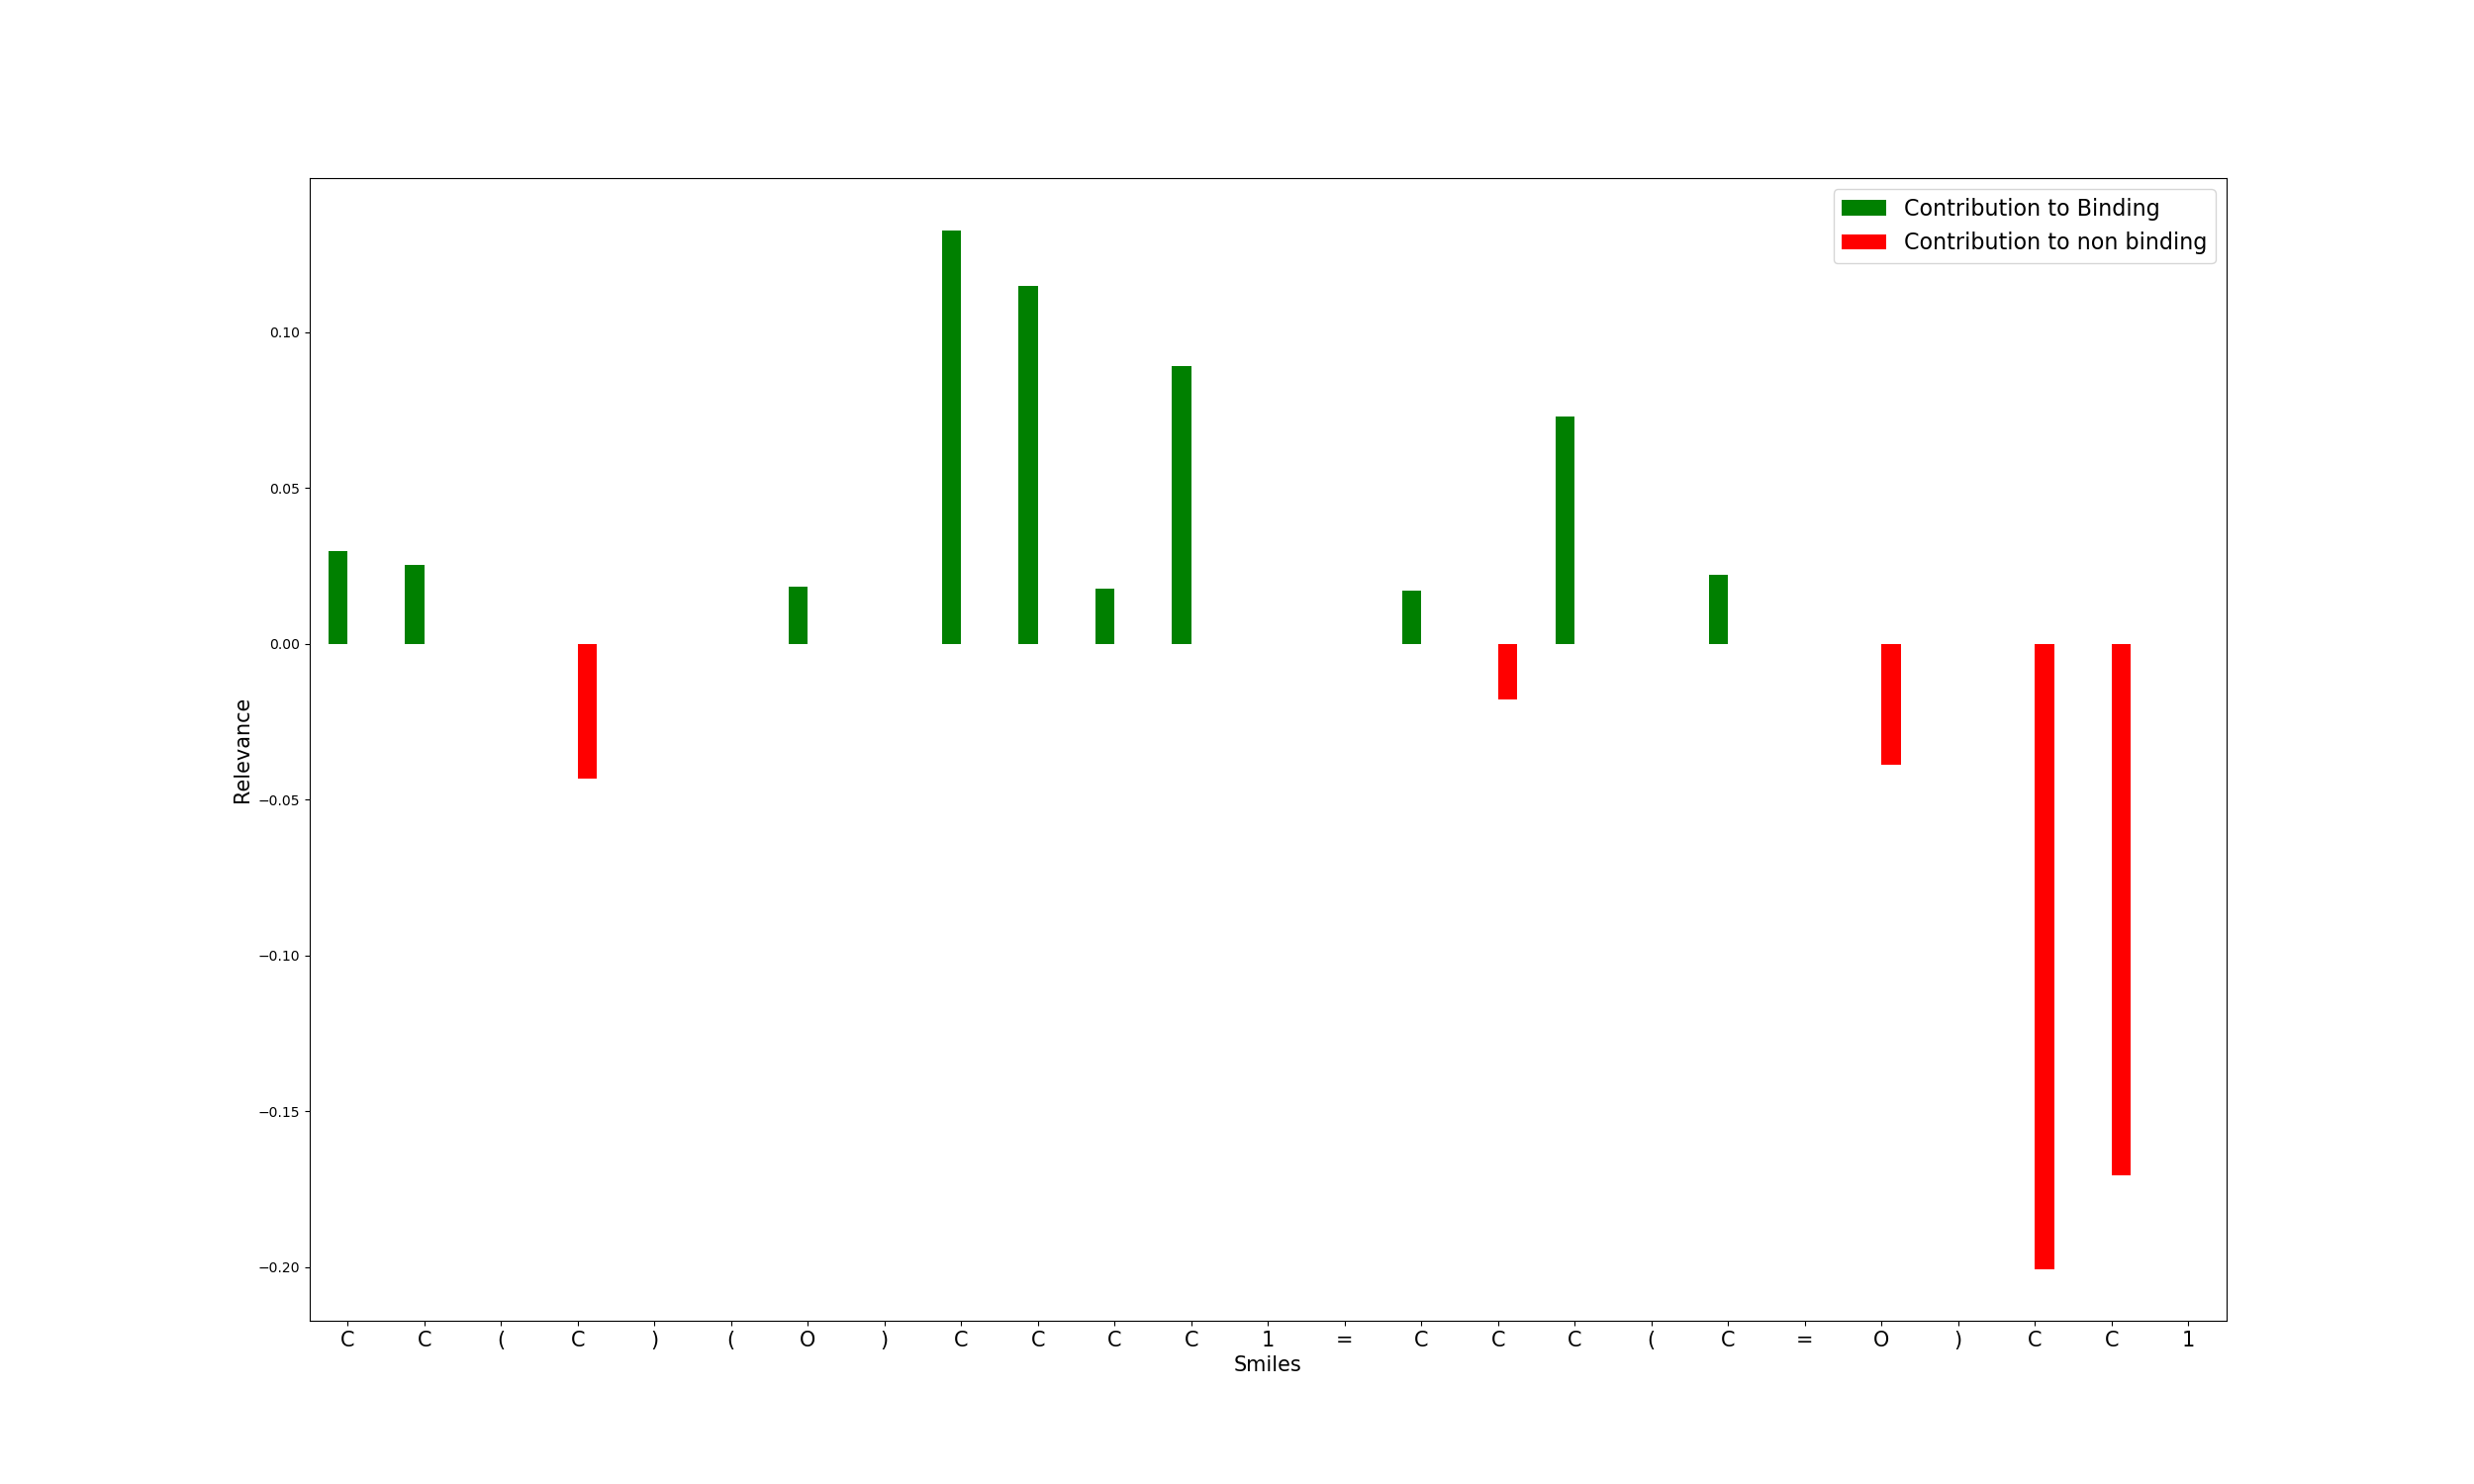 Contribution to Binding
Contribution to non binding
0.10
0.05
0.00
−0.05
−0.10
−0.15
−0.20
Relevance
C C ( C ) ( O ) C C C C 1 = C C C ( C = O ) C C 1
Smiles